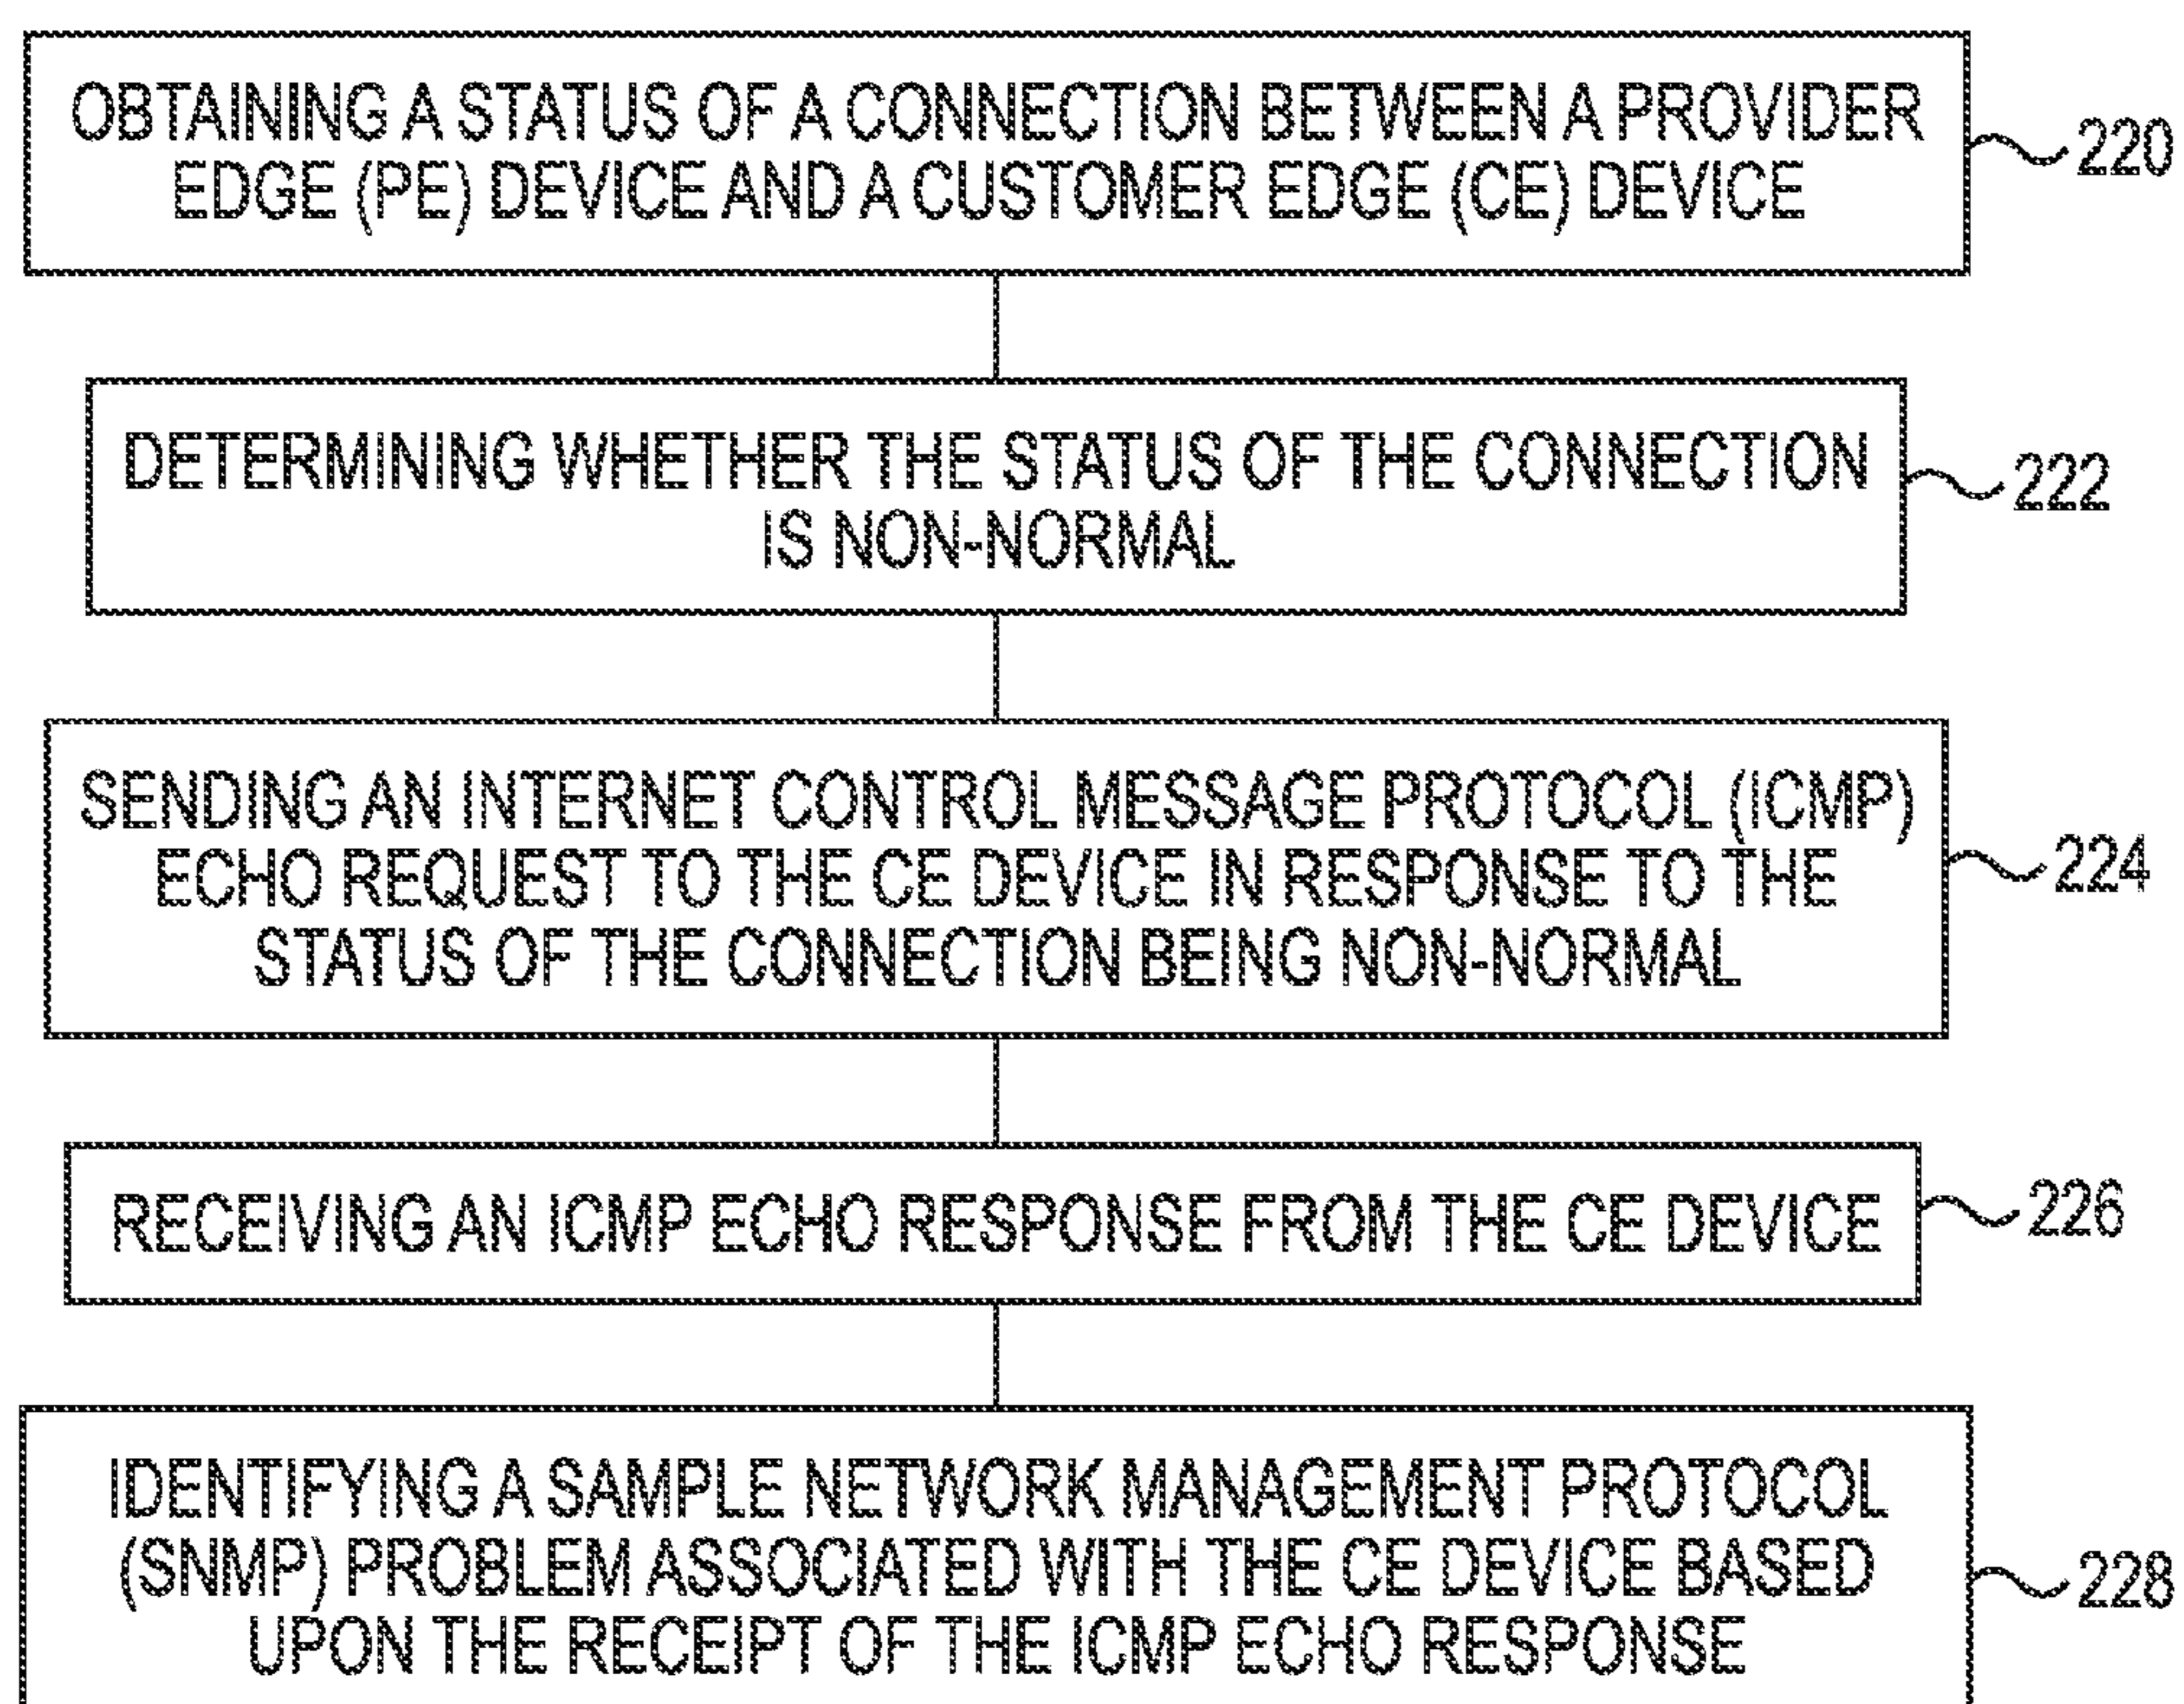 OBTAINING A STATUS OF A CONNECTION BETWEEN A PROVIDER
EDGE (PE) DEVICE AND A CUSTOMER EDGE (CE) DEVICE
220
DETERMINING WHETHER THE STATUS OF THE CONNECTION
IS NON-NORMAL
222
SENDING AN INTERNET CONTROL MESSAGE PROTOCOL (ICMP)
ECHO REQUEST TO THE CE DEVICE IN RESPONSE TO THE
STATUS OF THE CONNECTION BEING NON-NORMAL
224
RECEIVING AN ICMP ECHO RESPONSE FROM THE CE DEVICE
226
IDENTIFYING A SAMPLE NETWORK MANAGEMENT PROTOCOL
(SNMP) PROBLEM ASSOCIATED WITH THE CE DEVICE BASED
UPON THE RECEIPT OF THE ICMP ECHO RESPONSE
228